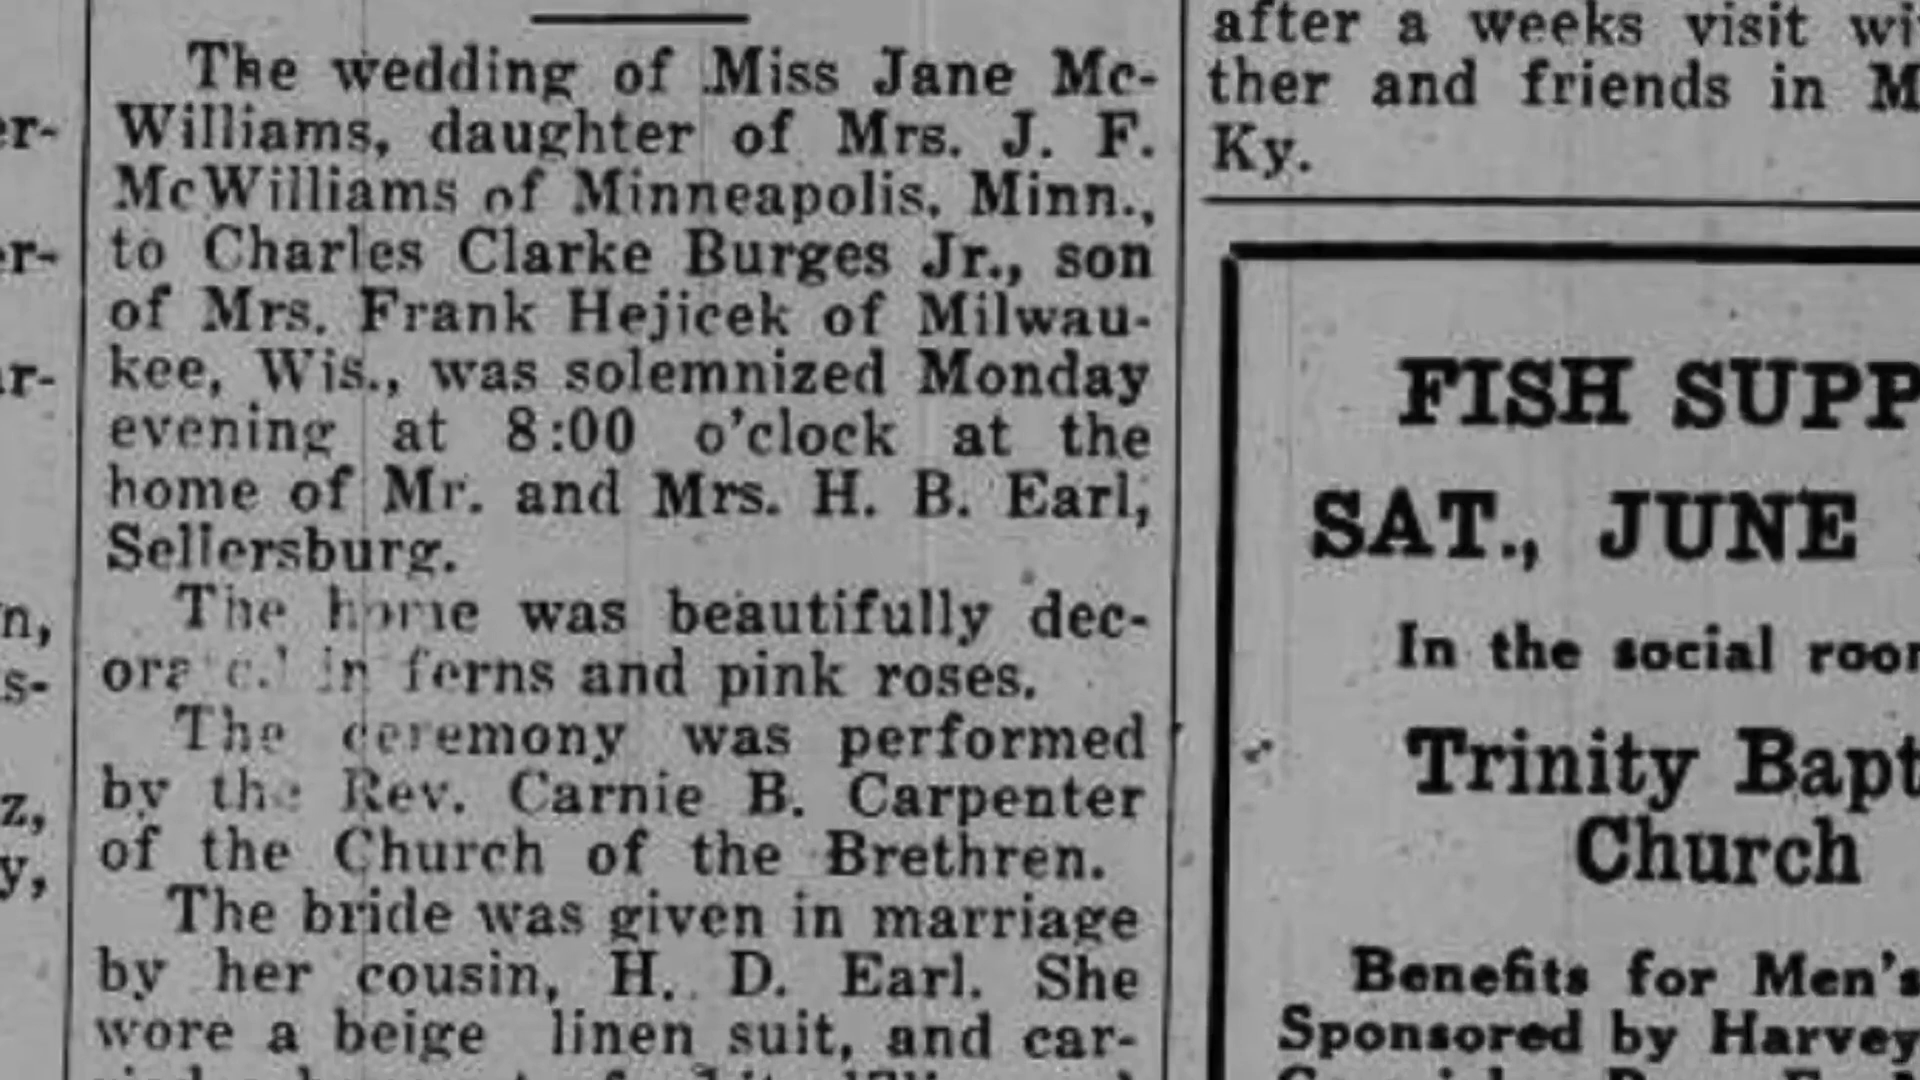 er-
er-
ar-
n,
s-
z,
y,
The wedding of Miss Jane Mc-
Williams, daughter of Mrs. J. F.
McWilliams of Minneapolis, Minn.,
to Charles Clarke Burges Jr., son
of Mrs. Frank Hejicek of Milwau-
kee, Wis., was solemnized Monday
evening at 8:00 o'clock at the
home of Mr. and Mrs. H. B. Earl,
Sellersburg.
The home was beautifully dec-
orated in ferns and pink roses.
The ceremony was performed
by the Rev. Carnie B. Carpenter
of the Church of the Brethren.
The bride was given in marriage
by her cousin, H. D. Earl. She
wore a beige linen suit, and car-
after a weeks visit wi
ther and friends in M
Ky.
FISH SUPP
SAT., JUNE
In the social roo
Trinity Bapt
Church
Benefits for Men's
Sponsored by Harvey